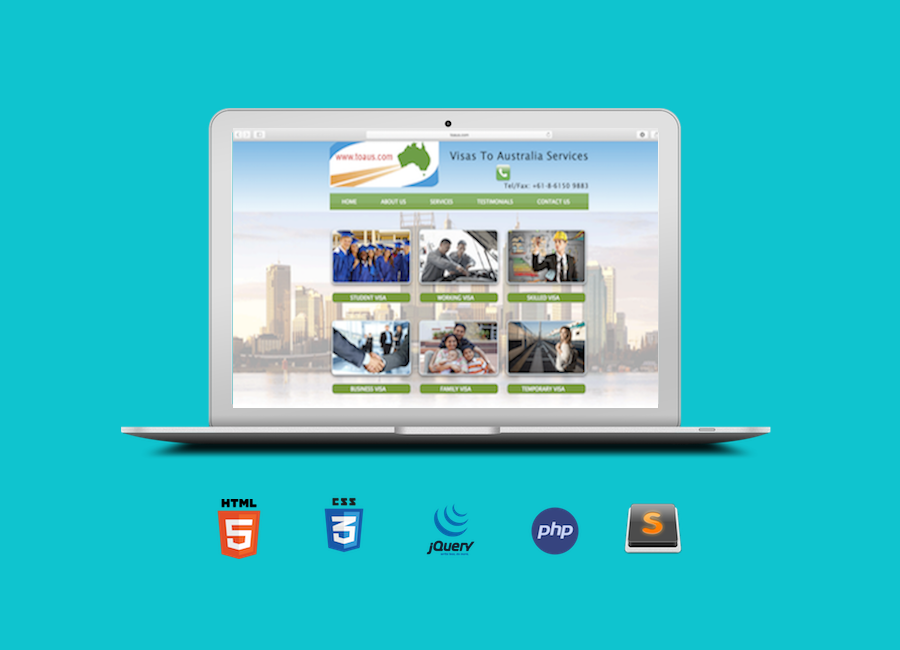 toaus.com
www.toaus.com
Visas To Australia Services
Tel/Fax: +61-8-6150 9883
HOME ABOUT US SERVICES TESTIMONIALS CONTACT US
STUDENT VISA WORKING VISA SKILLED VISA
BUSINESS VISA FAMILY VISA TEMPORARY VISA
HTML CSS
5 3 jQuery php S